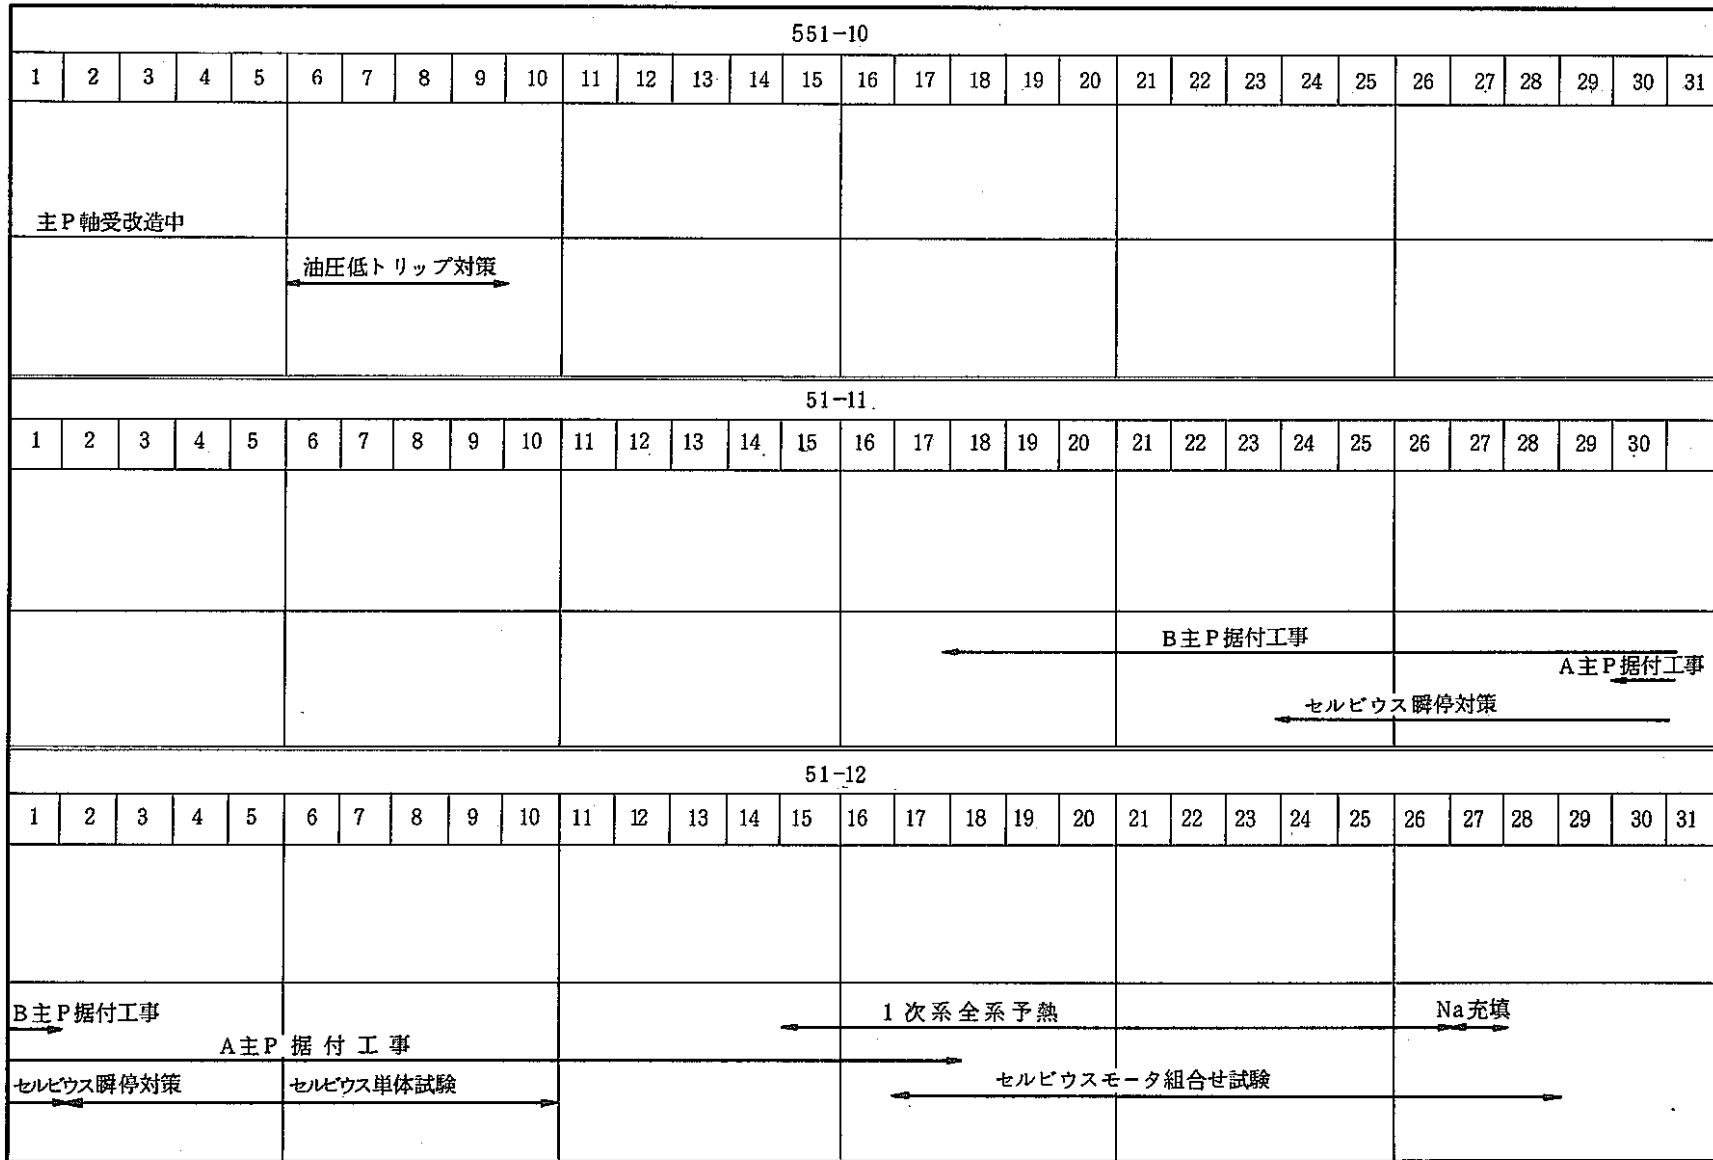 551-10
1 2 3 4 5 6 7 8 9 10 11 12 13 14 15 16 17 18 19 20 21 22 23 24 25 26 27 28 29 30 31
主P軸受改造中
油圧低トリップ対策
51-11
1 2 3 4 5 6 7 8 9 10 11 12 13 14 15 16 17 18 19 20 21 22 23 24 25 26 27 28 29 30
B主P据付工事
A主P据付工事
セルビウス瞬停対策
51-12
1 2 3 4 5 6 7 8 9 10 11 12 13 14 15 16 17 18 19 20 21 22 23 24 25 26 27 28 29 30 31
B主P据付工事 1次系全系予熱 Na充填
A主P据付工事
セルビウス瞬停対策 セルビウス単体試験 セルビウスモータ組合せ試験